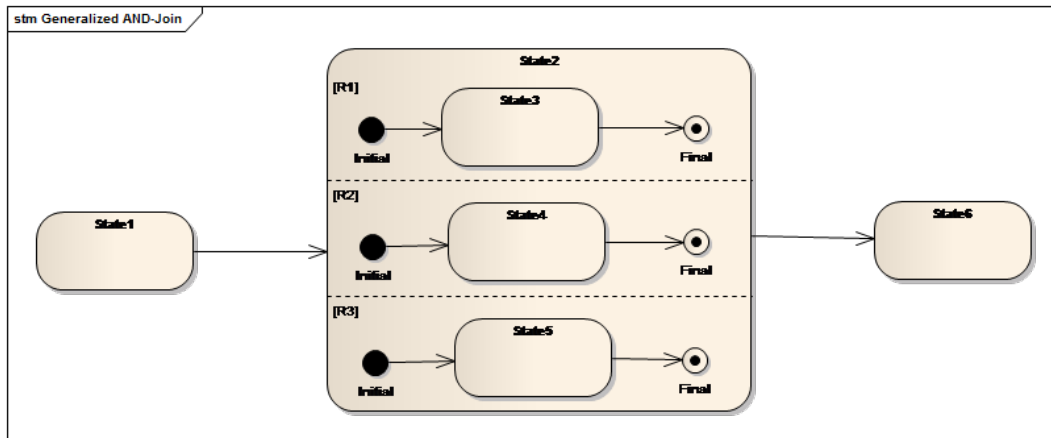 stm Generalized AND-Join
State2
[R1]
State3
Initial
Final
[R2]
State1
State4
State6
Initial
Final
[R3]
State5
Initial
Final